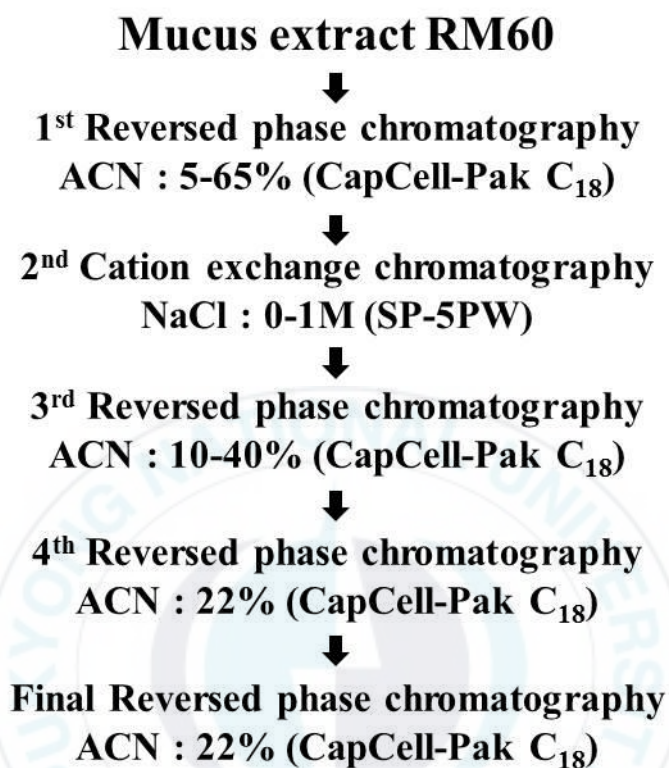 Mucus extract RM60
1st Reversed phase chromatography
ACN : 5-65% (CapCell-Pak C18)
2nd Cation exchange chromatography
NaCl : 0-1M (SP-5PW)
3rd Reversed phase chromatography
ACN : 10-40% (CapCell-Pak C18)
4th Reversed phase chromatography
ACN : 22% (CapCell-Pak C18)
Final Reversed phase chromatography
ACN : 22% (CapCell-Pak C18)